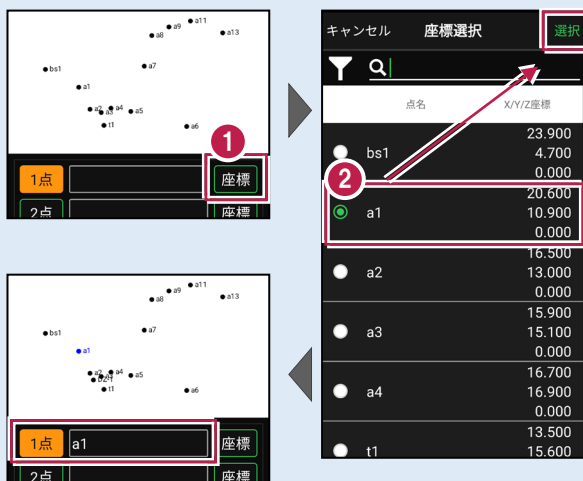 a11
a9
a13
a8
bs1
a7
a1
a4
a5
t1
a6
1
1点
座標
2点
座標
キャンセル 座標選択 選択
点名 X/Y/Z座標
23.900
bs1 4.700
0.000
2
20.600
a1 10.900
0.000
16.500
a2 13.000
0.000
15.900
a3 15.100
0.000
16.700
a4 16.900
0.000
13.500
t1 15.600
a11
a9
a13
a8
bs1
a7
a1
a4
a5
t1
a6
1点 a1 座標
2点 座標